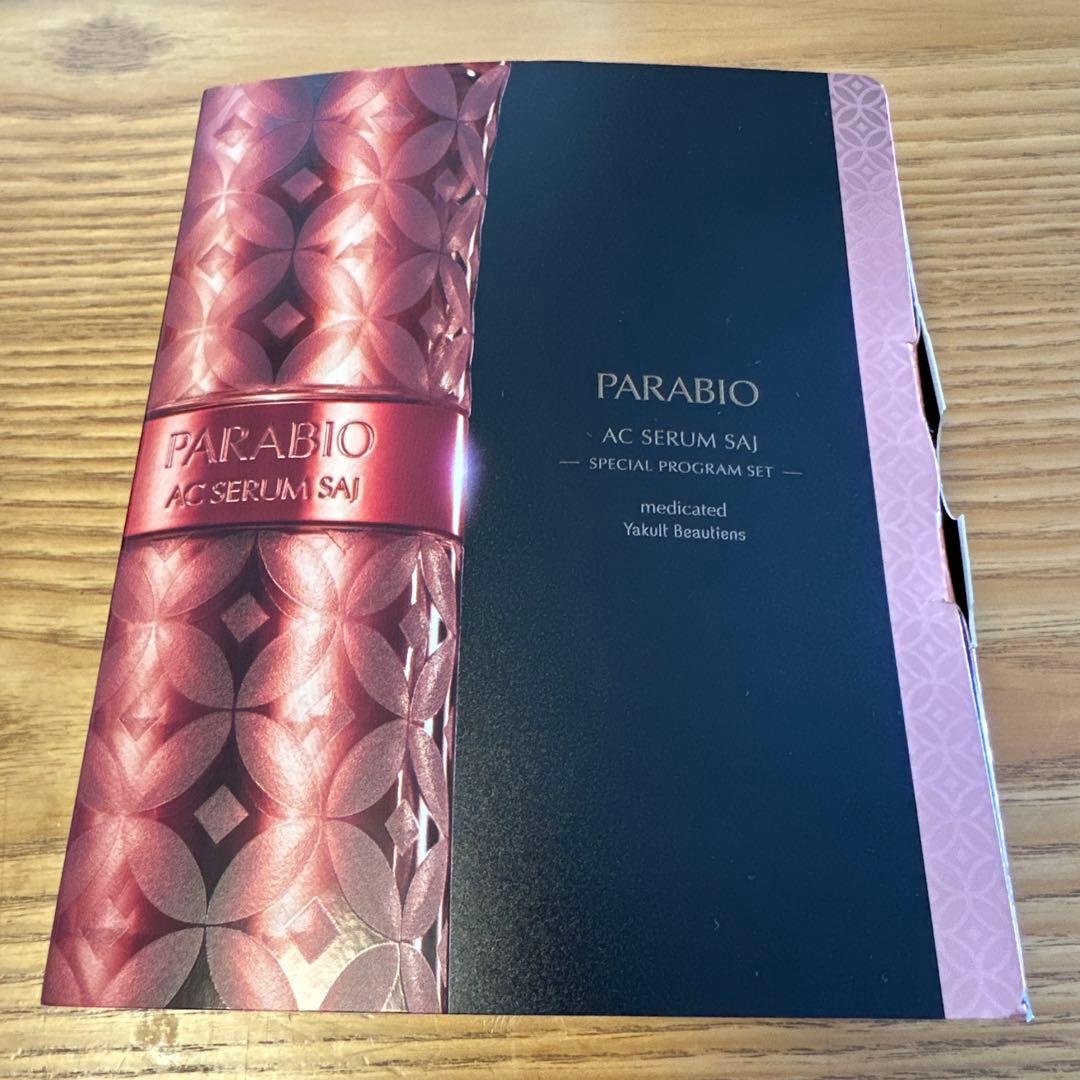 PARABIO
AC SERUM SAJ
PARABIO
AC SERUM SAJ
— SPECIAL PROGRAM SET —
medicated
Yakult Beautiens